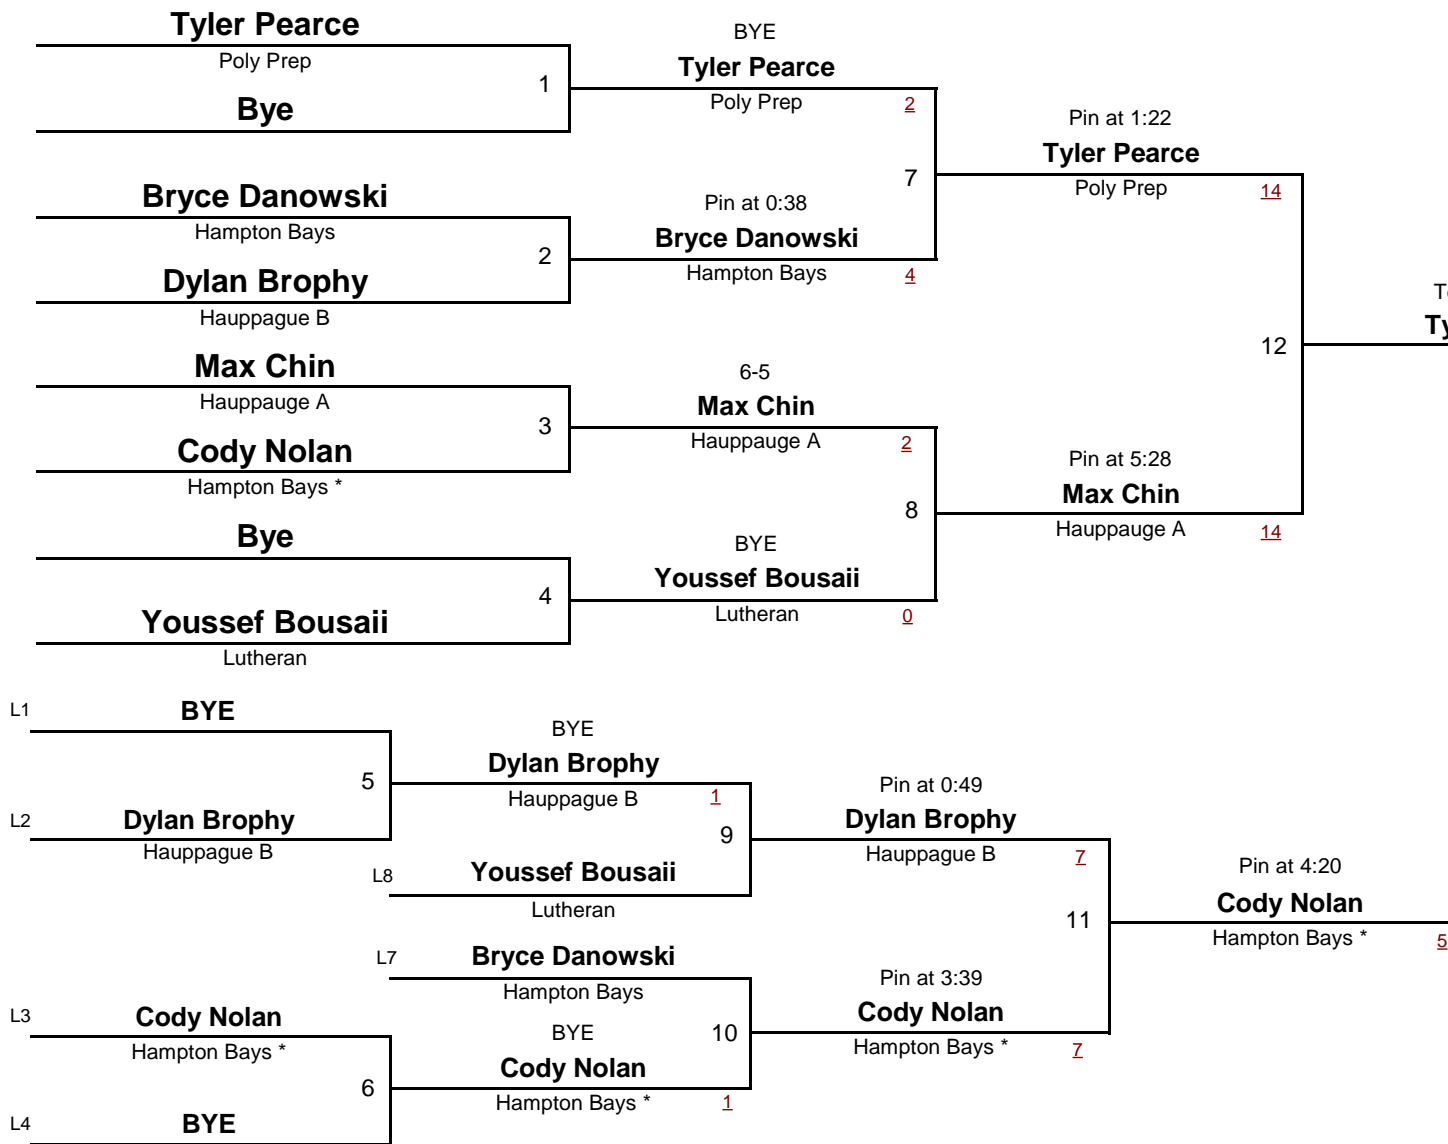 Tyler Pearce
Poly Prep
1
Bye
BYE
Tyler Pearce
Poly Prep
2
Bryce Danowski
Hampton Bays
2
Dylan Brophy
Hauppague B
Pin at 0:38
Bryce Danowski
Hampton Bays
4
7
Pin at 1:22
Tyler Pearce
Poly Prep
14
Max Chin
Hauppauge A
3
Cody Nolan
Hampton Bays *
6-5
Max Chin
Hauppauge A
2
Bye
4
Youssef Bousaii
Lutheran
BYE
Youssef Bousaii
Lutheran
0
8
Pin at 5:28
Max Chin
Hauppauge A
14
12
L1
BYE
5
L2
Dylan Brophy
Hauppague B
BYE
Dylan Brophy
Hauppague B
1
9
L8
Youssef Bousaii
Lutheran
Pin at 0:49
Dylan Brophy
Hauppague B
7
L7
Bryce Danowski
Hampton Bays
10
L3
Cody Nolan
Hampton Bays *
6
L4
BYE
BYE
Cody Nolan
Hampton Bays *
1
Pin at 3:39
Cody Nolan
Hampton Bays *
7
11
Pin at 4:20
Cody Nolan
Hampton Bays *
5